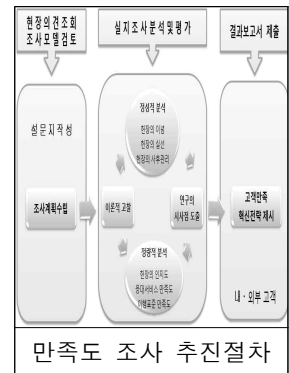 현장의견조회
조사모델검토
실지조사분석및평가
결과보고서 제출
설문지작성
조사계획수립
정성적 분석
현장의 이념
현장의 실천
현장의 사후관리
이론적 고찰
연구의
시사점 도출
정량적 분석
현장의 인지도
응대서비스 만족도
이행표준 만족도
고객만족
혁신전략 제시
내·외부 고객
만족도 조사 추진절차